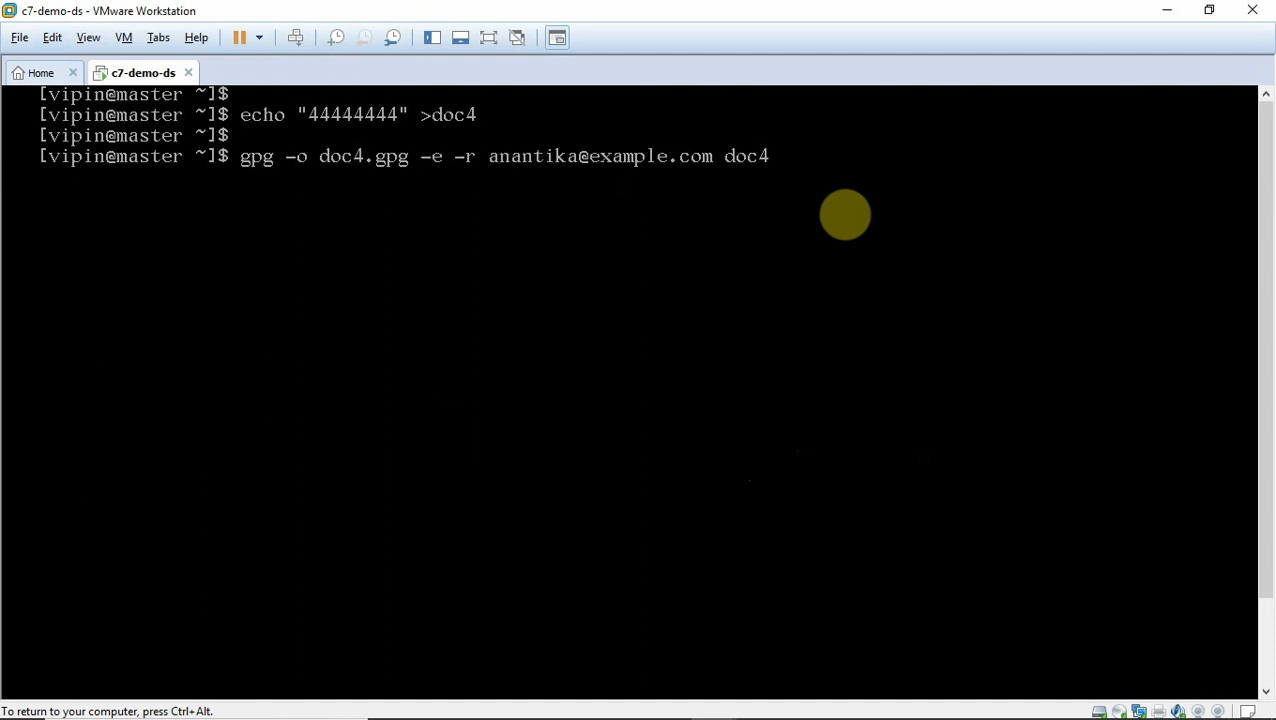 c7-demo-ds - VMware Workstation
File Edit View VM Tabs Help
Home c7-demo-ds
[vipin@master ~]$
[vipin@master ~]$ echo "44444444" >doc4
[vipin@master ~]$
[vipin@master ~]$ gpg -o doc4.gpg -e -r anantika@example.com doc4
To return to your computer, press Ctrl+Alt.